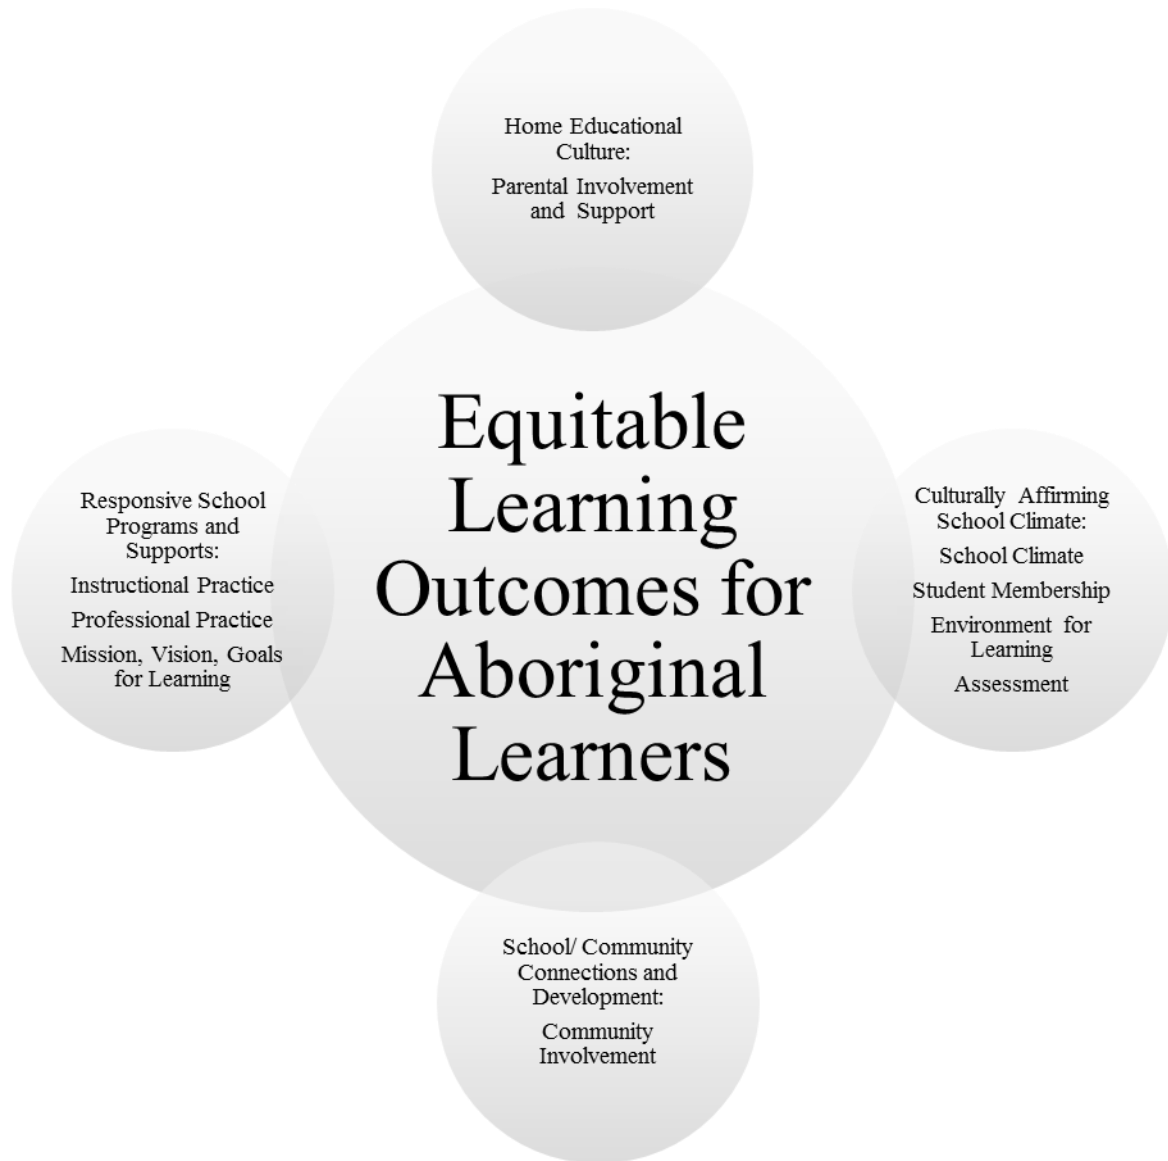 Home Educational
Culture:
Parental Involvement
and Support
Equitable
Learning
Outcomes for
Aboriginal
Learners
Responsive School
Programs and
Supports:
Instructional Practice
Professional Practice
Mission, Vision, Goals
for Learning
Culturally Affirming
School Climate:
School Climate
Student Membership
Environment for
Learning
Assessment
School/ Community
Connections and
Development:
Community
Involvement